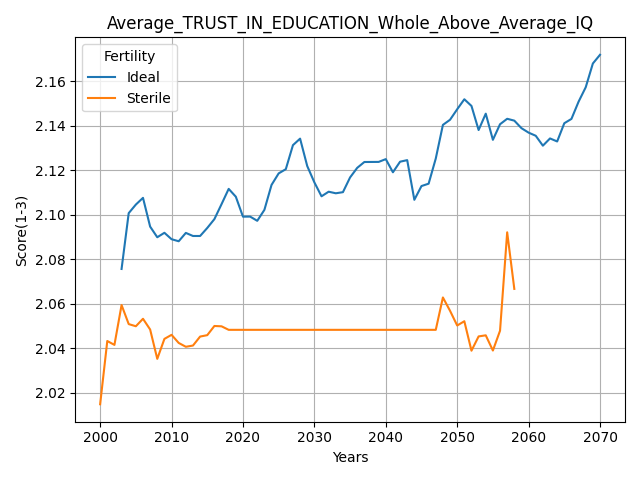 Average_TRUST_IN_EDUCATION_Whole_Above_Average_IQ
Fertility
Ideal
Sterile
Score(1-3)
2.16
2.14
2.12
2.10
2.08
2.06
2.04
2.02
2000 2010 2020 2030 2040 2050 2060 2070
Years